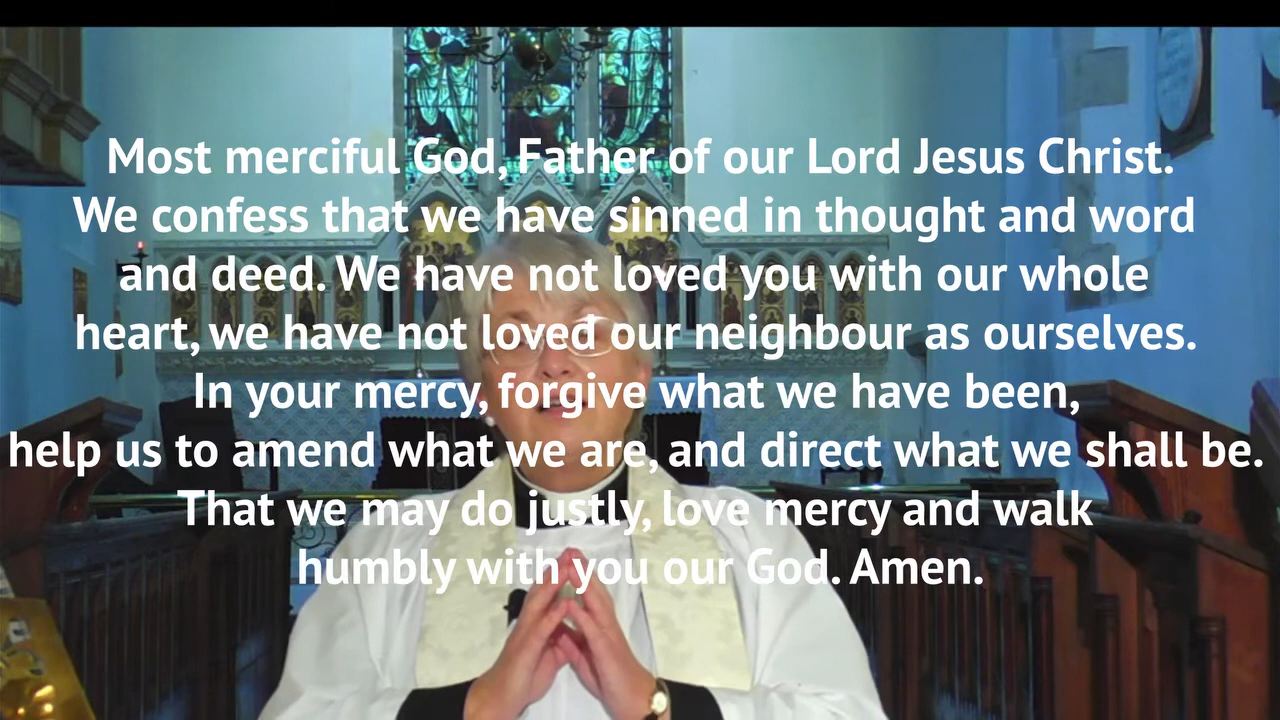 Most merciful God, Father of our Lord Jesus Christ.
We confess that we have sinned in thought and word
and deed. We have not loved you with our whole
heart, we have not loved our neighbour as ourselves.
In your mercy, forgive what we have been,
help us to amend what we are, and direct what we shall be.
That we may do justly, love mercy and walk
humbly with you our God. Amen.